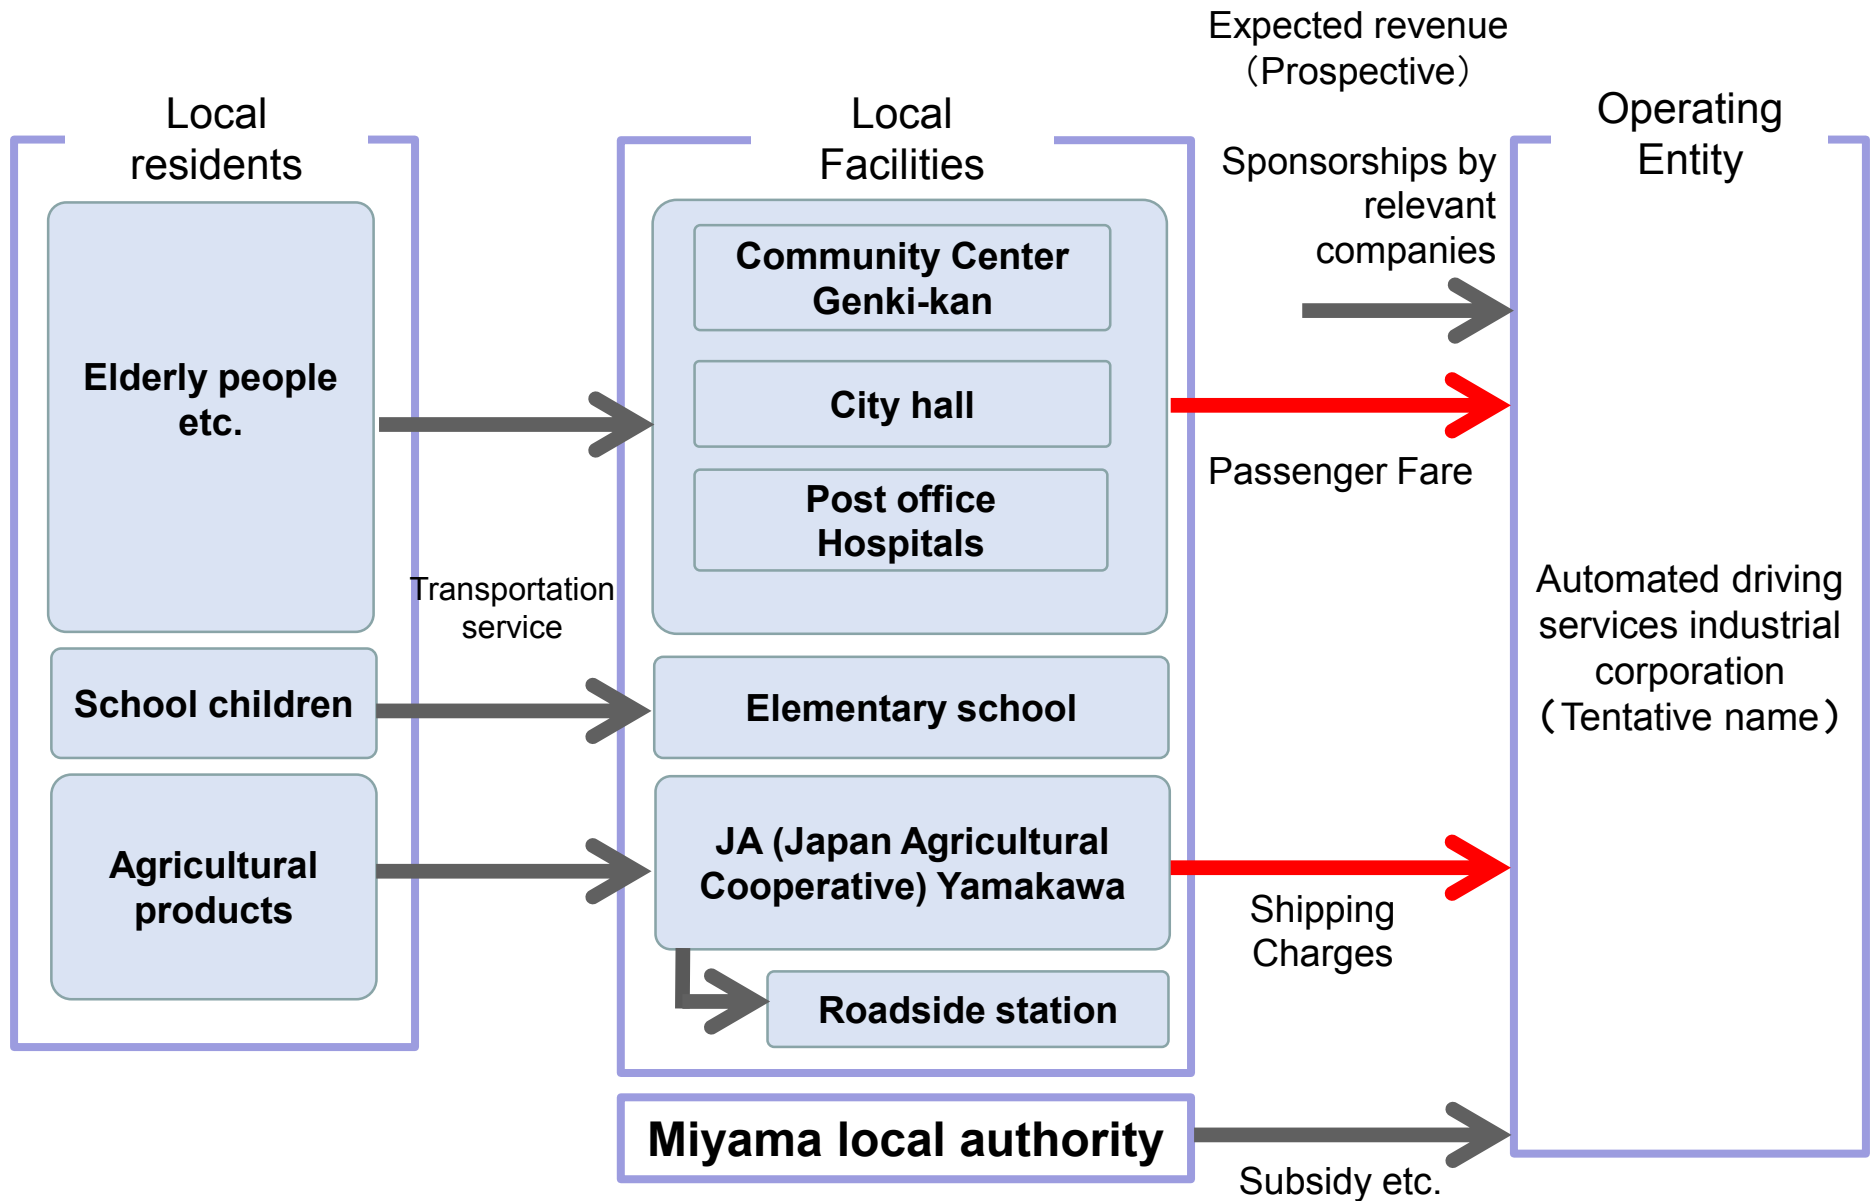 Expected revenue
（Prospective）
Local
residents
Local
Facilities
Operating
Entity
Sponsorships by
relevant
companies
Elderly people
etc.
Community Center
Genki-kan
City hall
Post office
Hospitals
Passenger Fare
Transportation
service
School children
Elementary school
Automated driving
services industrial
corporation
（Tentative name）
Agricultural
products
JA (Japan Agricultural
Cooperative) Yamakawa
Shipping
Charges
Roadside station
Miyama local authority
Subsidy etc.